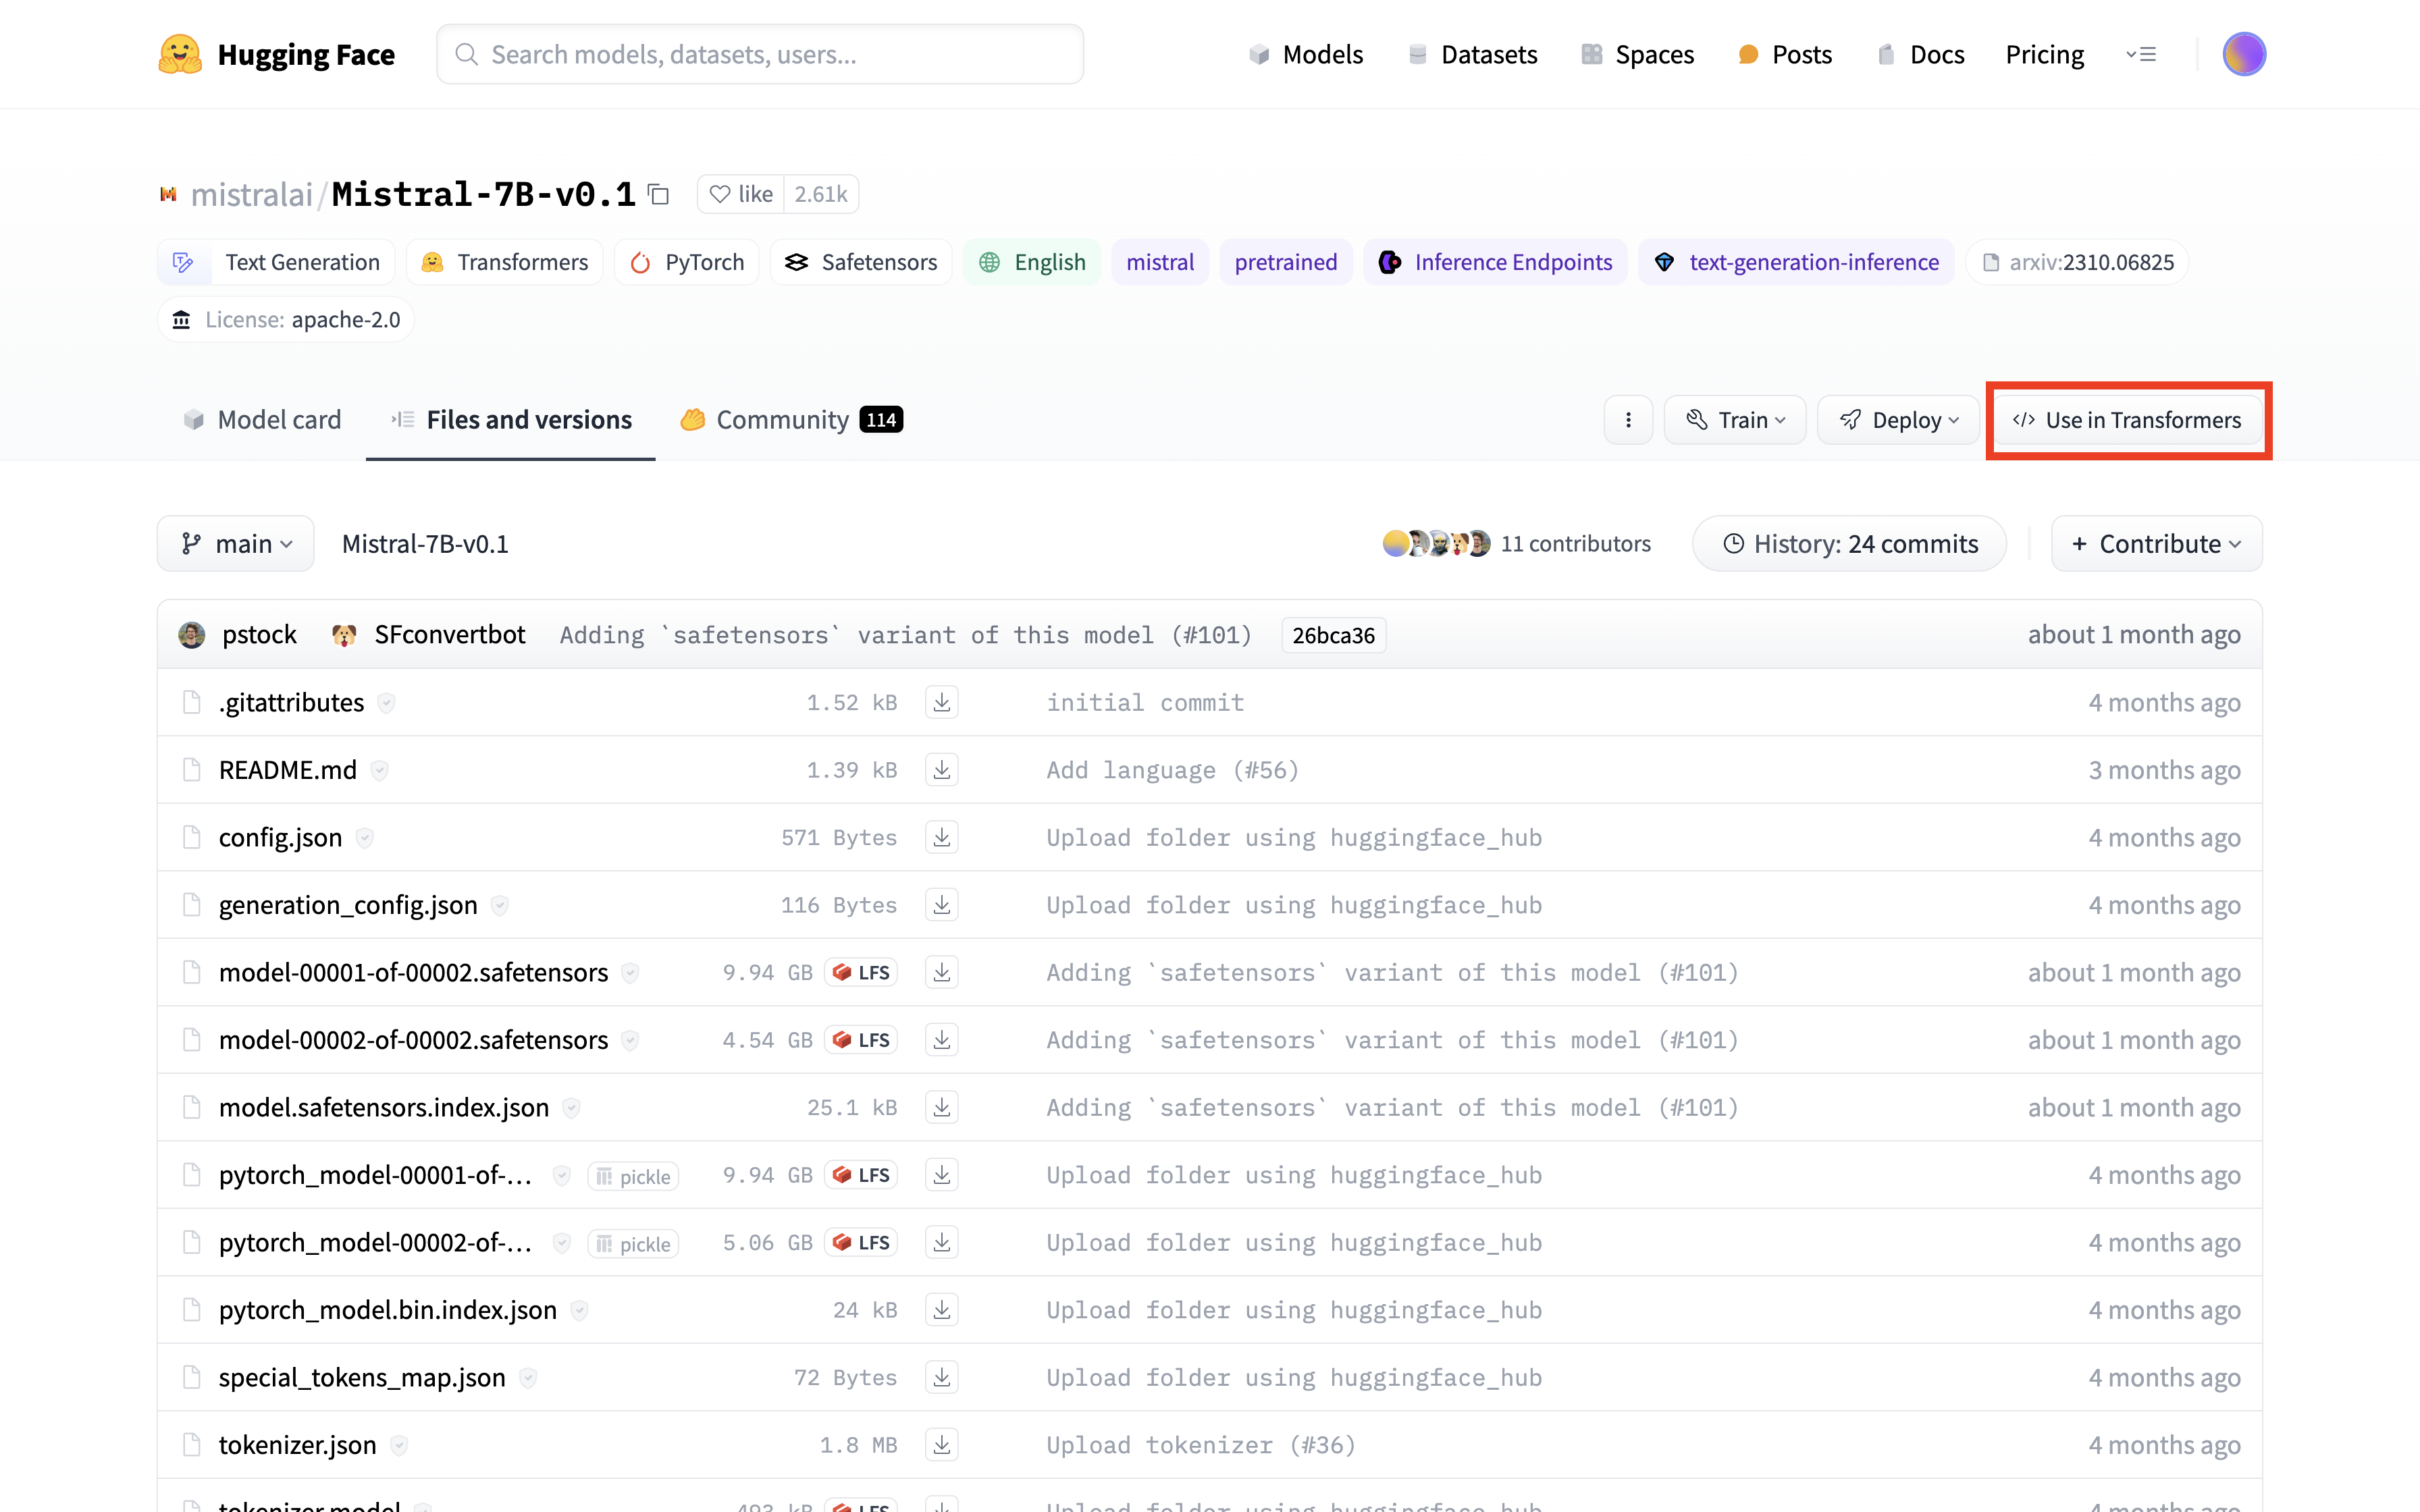 Hugging Face Search models, datasets, users... Models Datasets Spaces Posts Docs Pricing
mistralai/Mistral-7B-v0.1 like 2.61k
Text Generation Transformers PyTorch Safetensors English mistral pretrained Inference Endpoints text-generation-inference arxiv:2310.06825
License: apache-2.0
Model card Files and versions Community 114 Train Deploy </> Use in Transformers
main Mistral-7B-v0.1 11 contributors History: 24 commits + Contribute
pstock SFconvertbot Adding `safetensors` variant of this model (#101) 26bca36 about 1 month ago
.gitattributes 1.52 kB initial commit 4 months ago
README.md 1.39 kB Add language (#56) 3 months ago
config.json 571 Bytes Upload folder using huggingface_hub 4 months ago
generation_config.json 116 Bytes Upload folder using huggingface_hub 4 months ago
model-00001-of-00002.safetensors 9.94 GB LFS Adding `safetensors` variant of this model (#101) about 1 month ago
model-00002-of-00002.safetensors 4.54 GB LFS Adding `safetensors` variant of this model (#101) about 1 month ago
model.safetensors.index.json 25.1 kB Adding `safetensors` variant of this model (#101) about 1 month ago
pytorch_model-00001-of-... pickle 9.94 GB LFS Upload folder using huggingface_hub 4 months ago
pytorch_model-00002-of-... pickle 5.06 GB LFS Upload folder using huggingface_hub 4 months ago
pytorch_model.bin.index.json 24 kB Upload folder using huggingface_hub 4 months ago
special_tokens_map.json 72 Bytes Upload folder using huggingface_hub 4 months ago
tokenizer.json 1.8 MB Upload tokenizer (#36) 4 months ago
tokenizer.model 493 kB LFS Upload folder using huggingface_hub 4 months ago